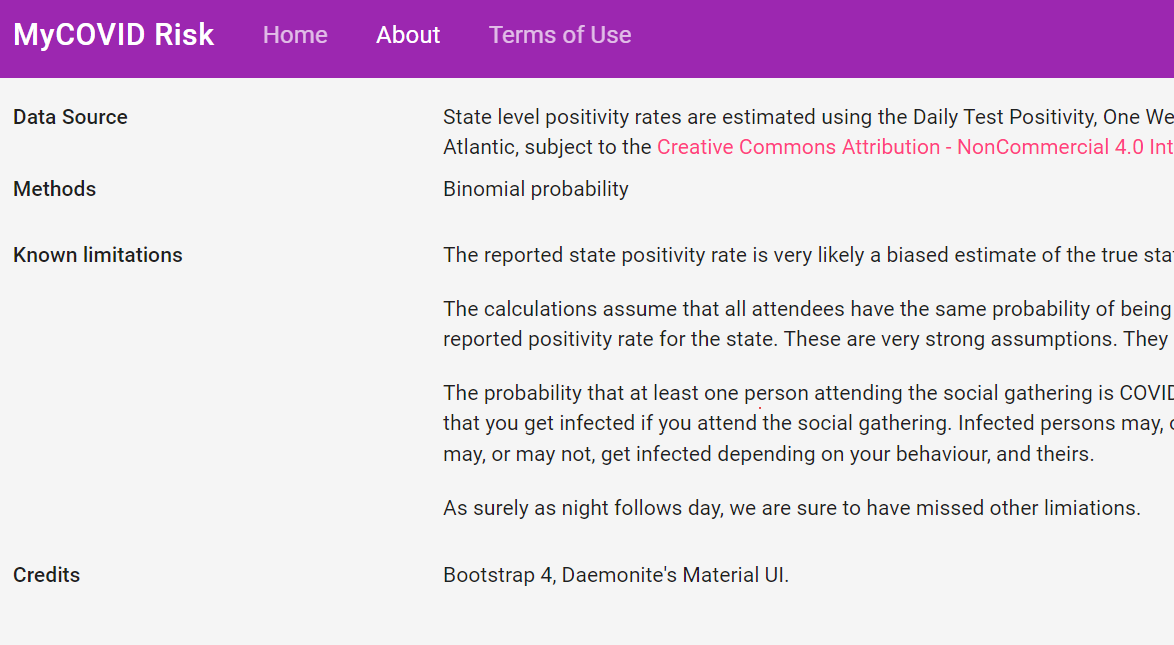 MyCOVID Risk Home About Terms of Use
Data Source
State level positivity rates are estimated using the Daily Test Positivity, One We
Atlantic, subject to the Creative Commons Attribution - NonCommercial 4.0 Int
Methods
Binomial probability
Known limitations
The reported state positivity rate is very likely a biased estimate of the true sta
The calculations assume that all attendees have the same probability of being
reported positivity rate for the state. These are very strong assumptions. They
The probability that at least one person attending the social gathering is COVID
that you get infected if you attend the social gathering. Infected persons may, o
may, or may not, get infected depending on your behaviour, and theirs.
As surely as night follows day, we are sure to have missed other limiations.
Credits
Bootstrap 4, Daemonite's Material UI.